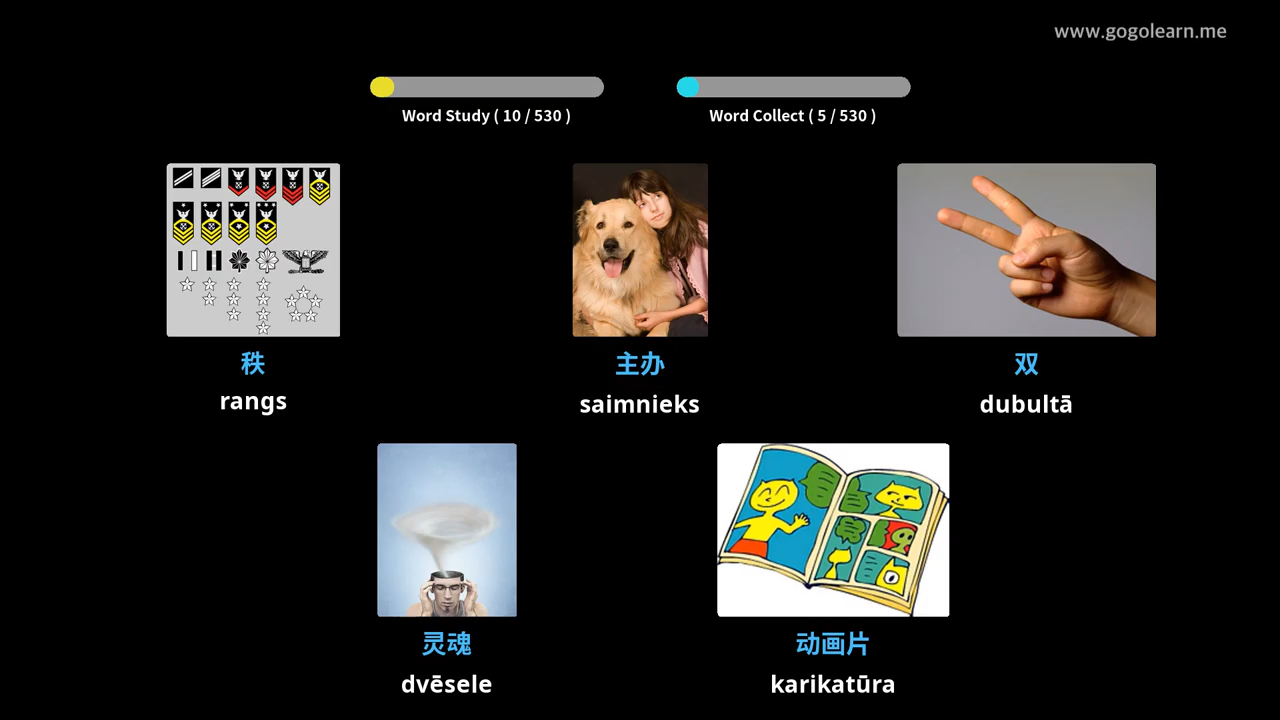 www.gogolearn.me
Word Study ( 10 / 530 )
Word Collect ( 5 / 530 )
秩
rangs
主办
saimnieks
双
dubultā
灵魂
dvēsele
动画片
karikatūra